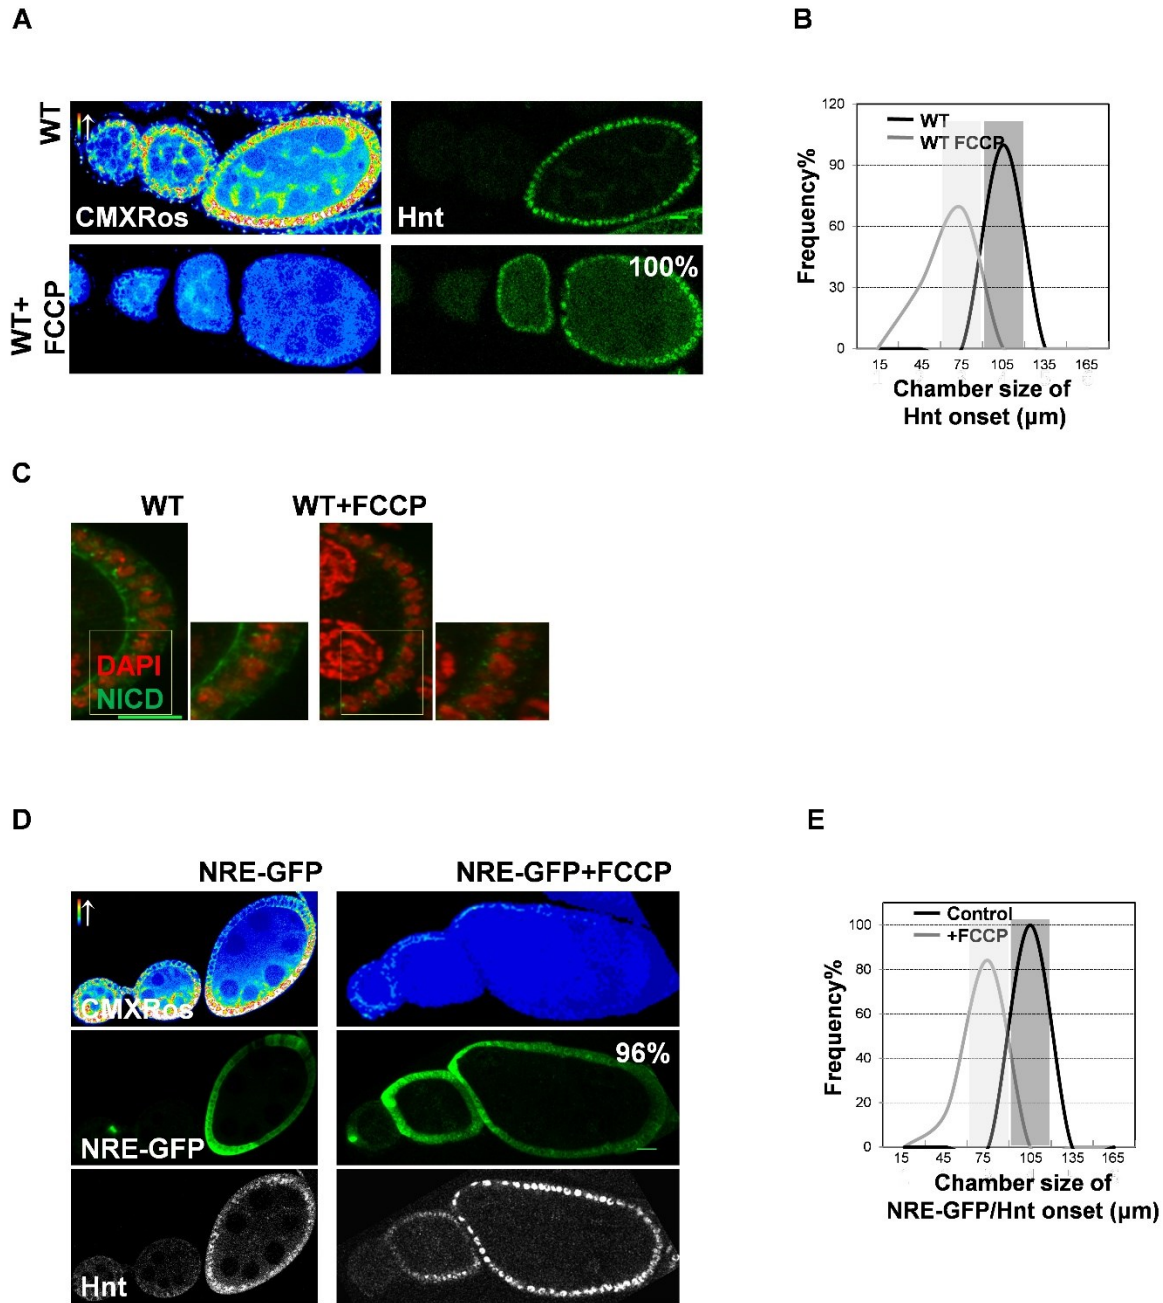 A
B
WT
CMXRos
Hnt
WT+
FCCP
100%
120
90
60
30
0
Frequency%
WT
WT FCCP
15 45 75 105 135 165
Chamber size of
Hnt onset (µm)
C
WT
WT+FCCP
DAPI
NICD
D
E
NRE-GFP
NRE-GFP+FCCP
CMXRos
NRE-GFP
96%
Hnt
100
80
60
40
20
0
Frequency%
Control
+FCCP
15 45 75 105 135 165
Chamber size of
NRE-GFP/Hnt onset (µm)